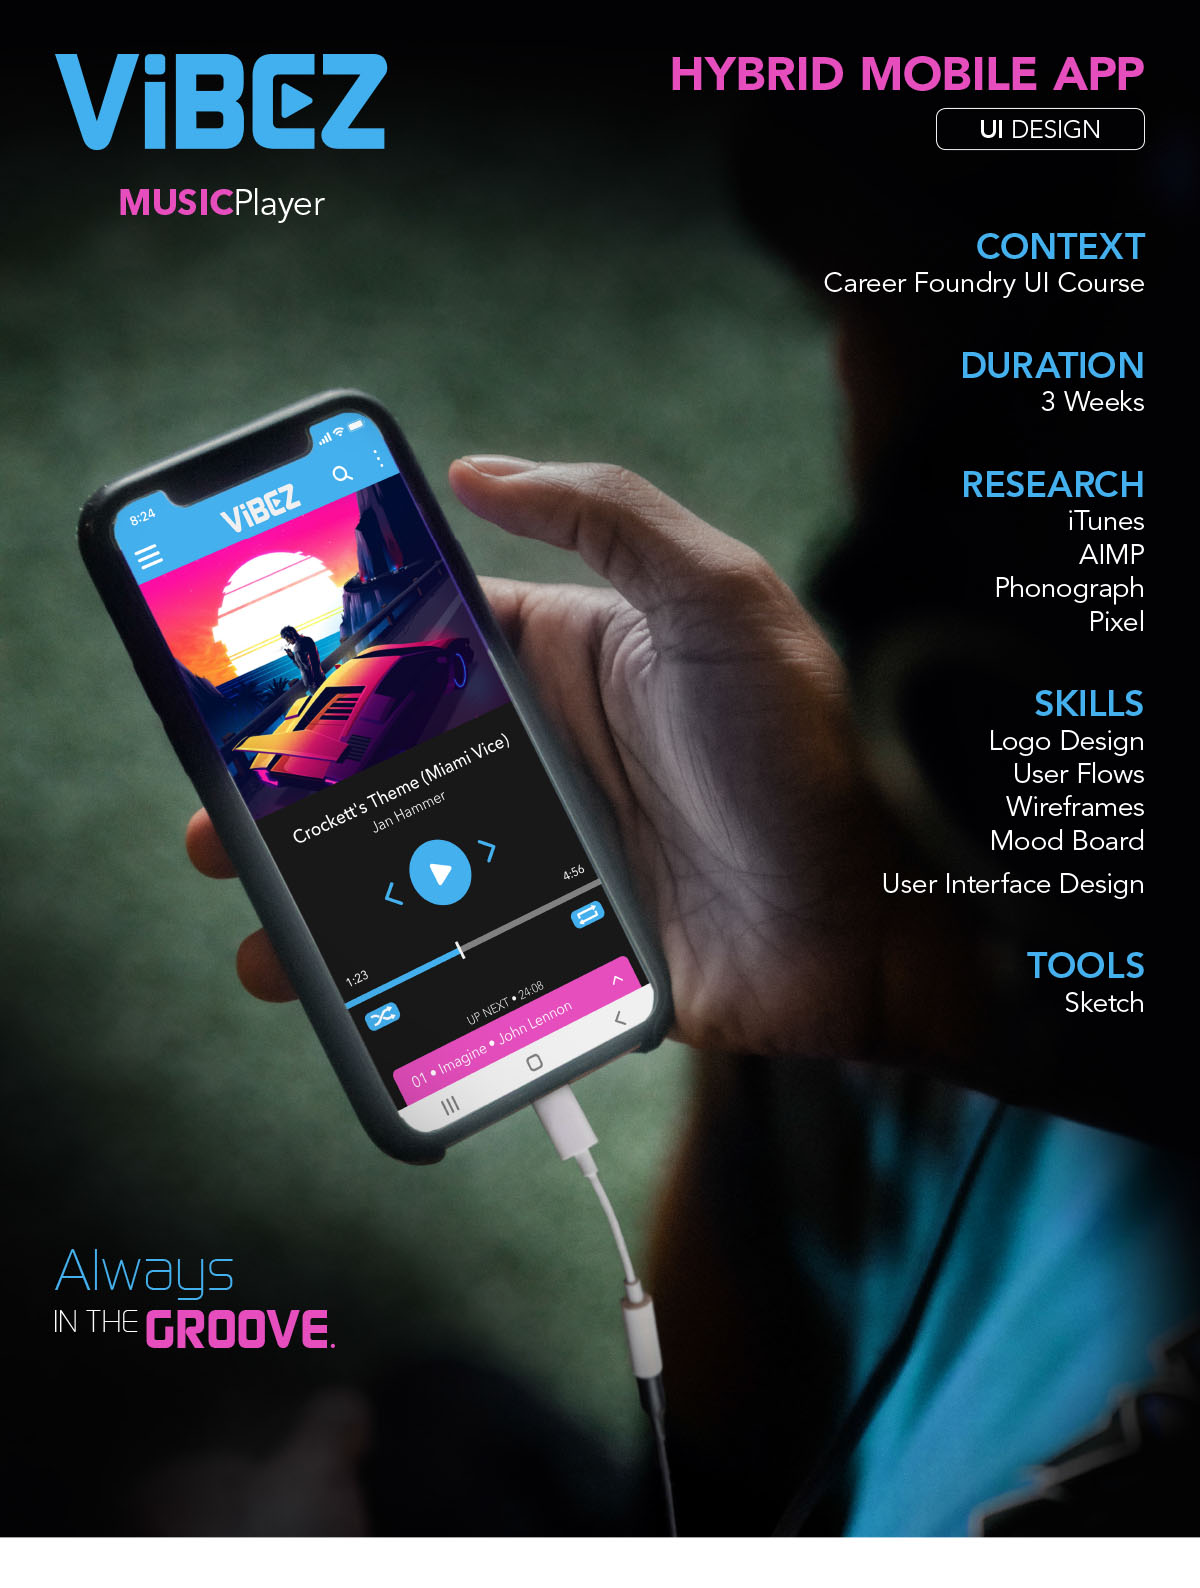 ViBEZ
MUSICPlayer
HYBRID MOBILE APP
UI DESIGN
CONTEXT
Career Foundry UI Course
DURATION
3 Weeks
RESEARCH
iTunes
AIMP
Phonograph
Pixel
SKILLS
Logo Design
User Flows
Wireframes
Mood Board
User Interface Design
TOOLS
Sketch
8:24
ViBEZ
Crockett's Theme (Miami Vice)
Jan Hammer
1:23
4:56
UP NEXT • 24:08
01 • Imagine • John Lennon
Always
IN THE GROOVE.